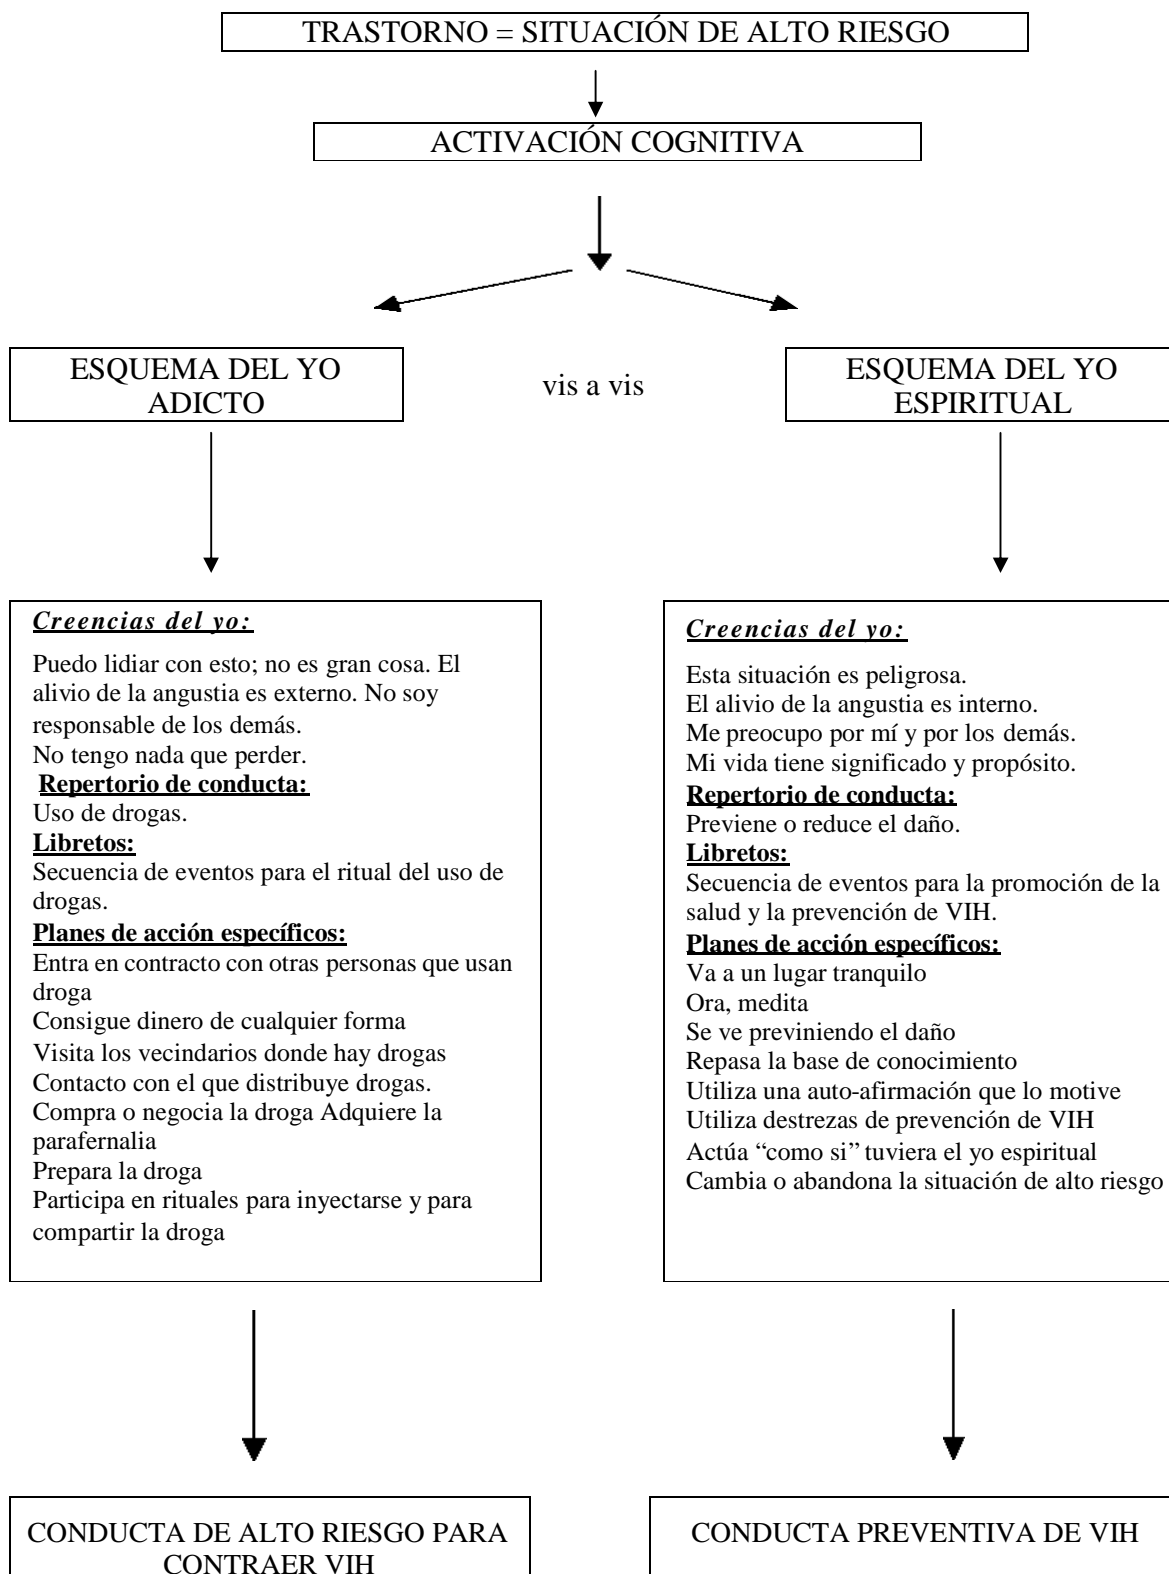 TRASTORNO = SITUACIÓN DE ALTO RIESGO
ACTIVACIÓN COGNITIVA
ESQUEMA DEL YO
ADICTO
vis a vis
ESQUEMA DEL YO
ESPIRITUAL
Creencias del yo:
Puedo lidiar con esto; no es gran cosa. El
alivio de la angustia es externo. No soy
responsable de los demás.
No tengo nada que perder.
Repertorio de conducta:
Uso de drogas.
Libretos:
Secuencia de eventos para el ritual del uso de
drogas.
Planes de acción específicos:
Entra en contracto con otras personas que usan
droga
Consigue dinero de cualquier forma
Visita los vecindarios donde hay drogas
Contacto con el que distribuye drogas.
Compra o negocia la droga Adquiere la
parafernalia
Prepara la droga
Participa en rituales para inyectarse y para
compartir la droga
Creencias del yo:
Esta situación es peligrosa.
El alivio de la angustia es interno.
Me preocupo por mí y por los demás.
Mi vida tiene significado y propósito.
Repertorio de conducta:
Previene o reduce el daño.
Libretos:
Secuencia de eventos para la promoción de la
salud y la prevención de VIH.
Planes de acción específicos:
Va a un lugar tranquilo
Ora, medita
Se ve previniendo el daño
Repasa la base de conocimiento
Utiliza una auto-afirmación que lo motive
Utiliza destrezas de prevención de VIH
Actúa “como si” tuviera el yo espiritual
Cambia o abandona la situación de alto riesgo
CONDUCTA DE ALTO RIESGO PARA
CONTRAER VIH
CONDUCTA PREVENTIVA DE VIH